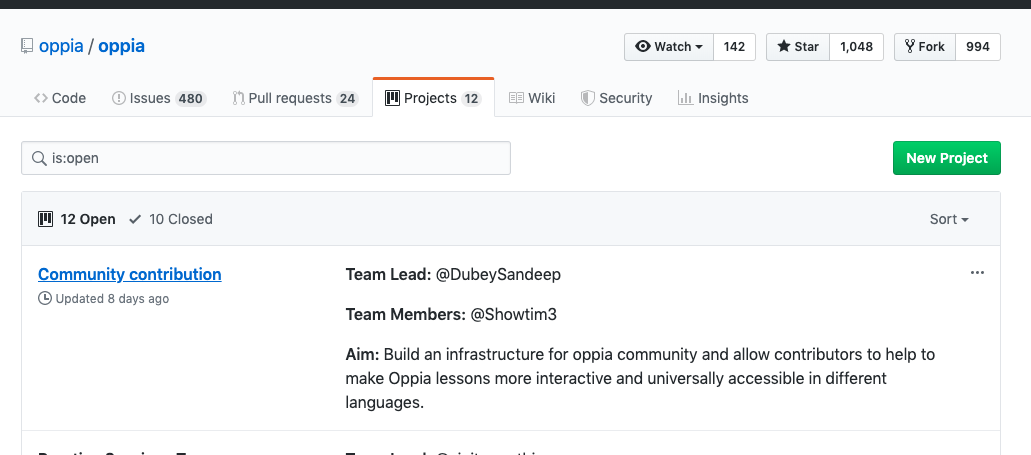 oppia / oppia
Watch 142 Star 1,048 Fork 994
Code Issues 480 Pull requests 24 Projects 12 Wiki Security Insights
is:open
New Project
12 Open 10 Closed Sort
Community contribution
Updated 8 days ago
Team Lead: @DubeySandeep
Team Members: @Showtim3
Aim: Build an infrastructure for oppia community and allow contributors to help to
make Oppia lessons more interactive and universally accessible in different
languages.